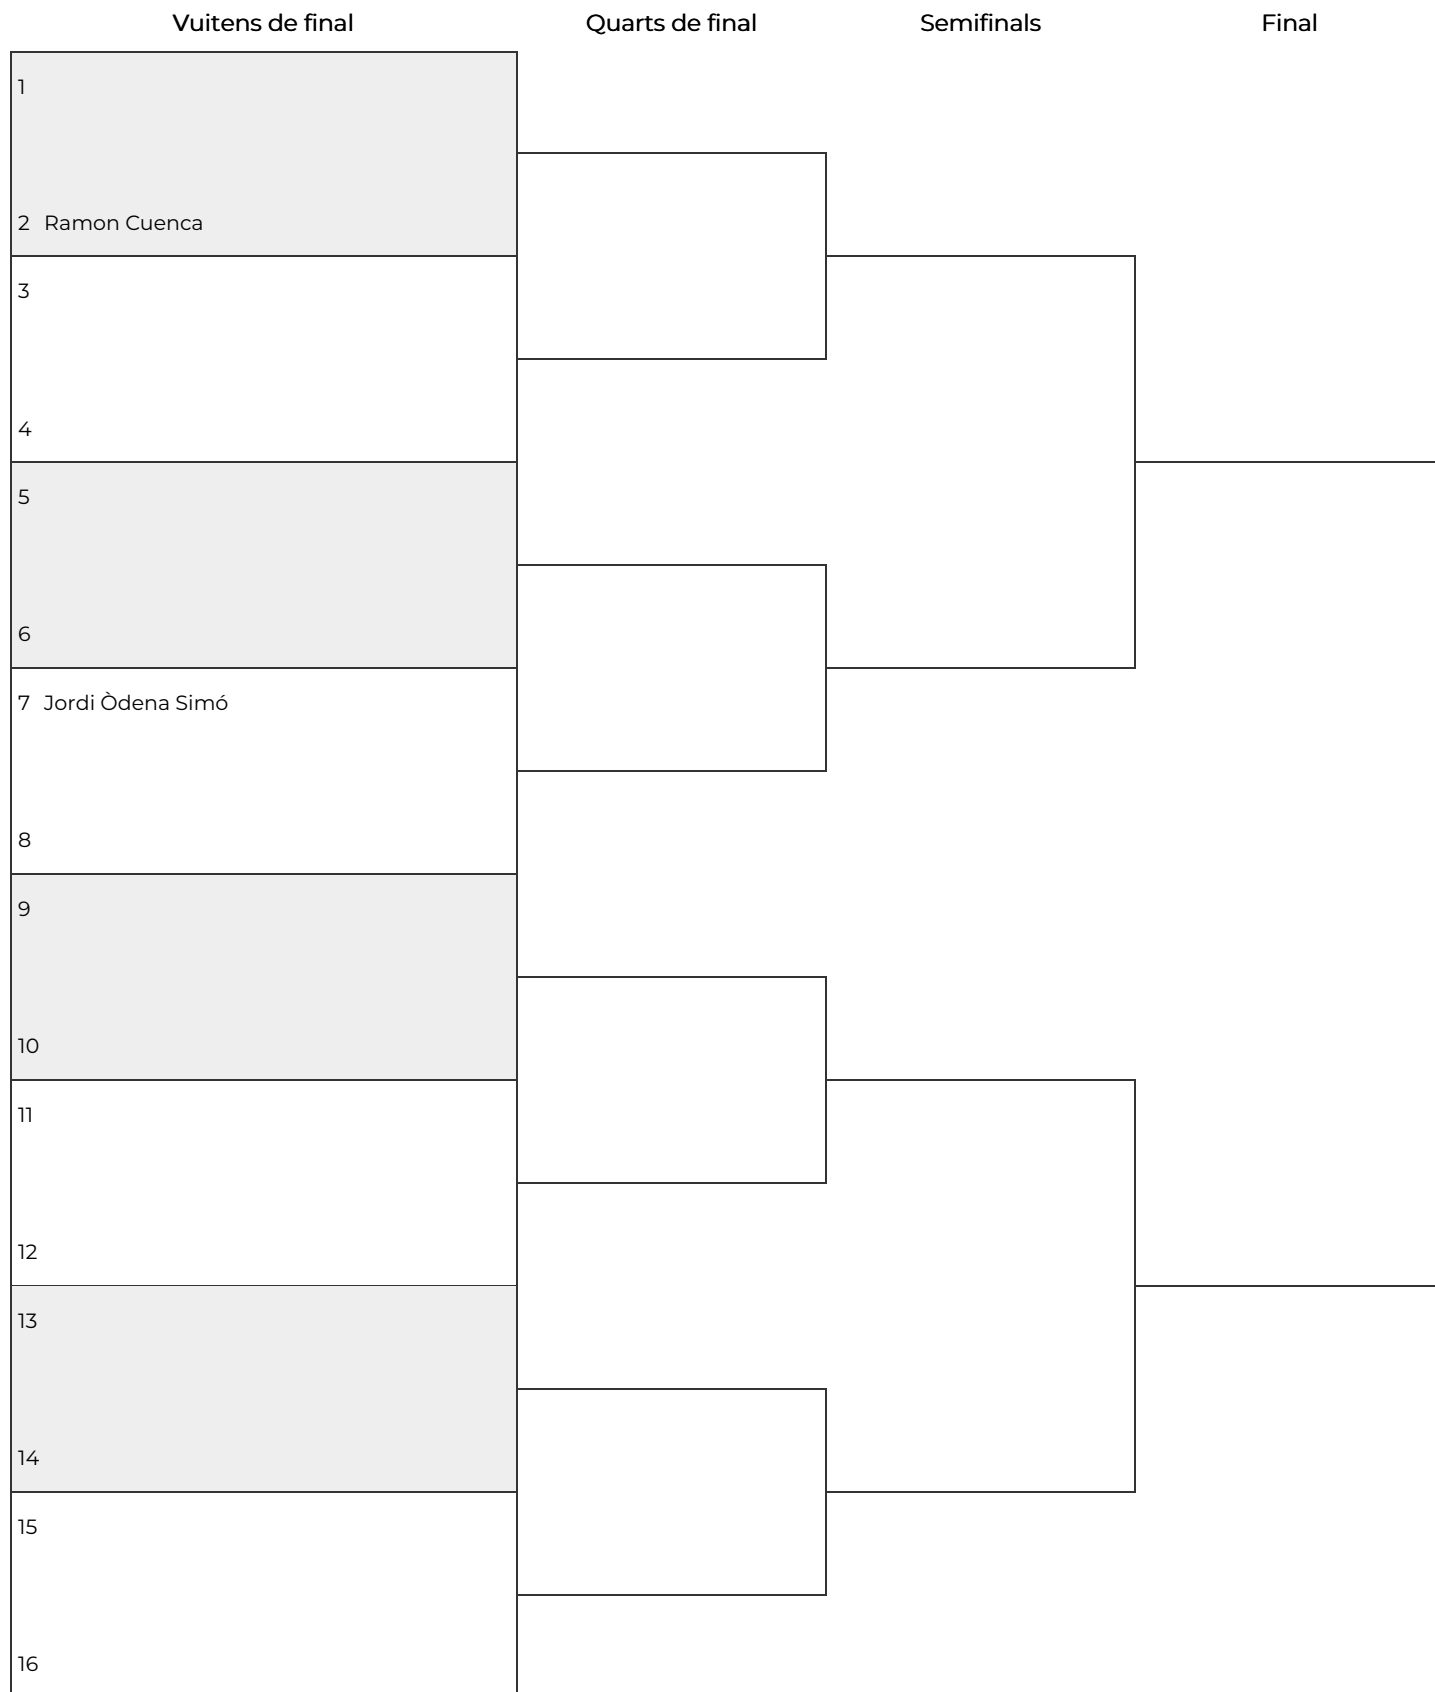 Vuitens de final
Quarts de final
Semifinals
Final
1
2 Ramon Cuenca
3
4
5
6
7 Jordi Òdena Simó
8
9
10
11
12
13
14
15
16